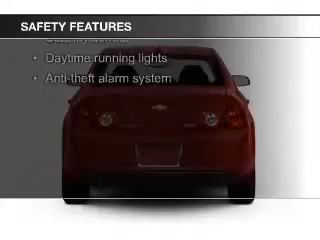 SAFETY FEATURES
• Daytime running lights
• Anti-theft alarm system